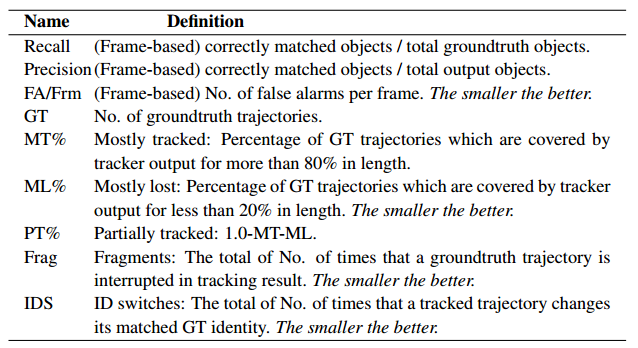 Name Definition
Recall (Frame-based) correctly matched objects / total groundtruth objects.
Precision (Frame-based) correctly matched objects / total output objects.
FA/Frm (Frame-based) No. of false alarms per frame. The smaller the better.
GT No. of groundtruth trajectories.
MT% Mostly tracked: Percentage of GT trajectories which are covered by
tracker output for more than 80% in length.
ML% Mostly lost: Percentage of GT trajectories which are covered by tracker
output for less than 20% in length. The smaller the better.
PT% Partially tracked: 1.0-MT-ML.
Frag Fragments: The total of No. of times that a groundtruth trajectory is
interrupted in tracking result. The smaller the better.
IDS ID switches: The total of No. of times that a tracked trajectory changes
its matched GT identity. The smaller the better.